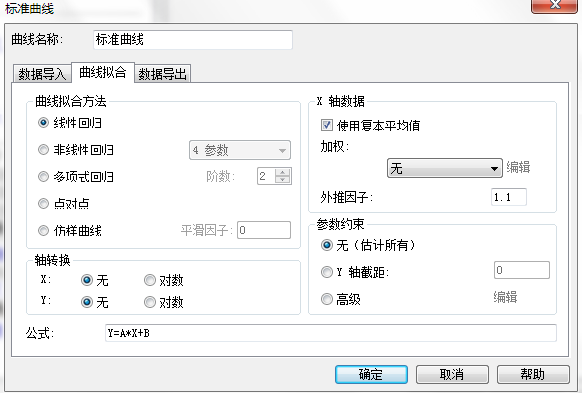 标准曲线
曲线名称: 标准曲线
数据导入 曲线拟合 数据导出
曲线拟合方法
线性回归
非线性回归 4 参数
多项式回归 阶数: 2
点对点
仿样曲线 平滑因子: 0
轴转换
X: 无 对数
Y: 无 对数
X 轴数据
使用复本平均值
加权:
无 编辑
外推因子: 1.1
参数约束
无(估计所有)
Y 轴截距: 0
高级 编辑
公式: Y=A*X+B
确定 取消 帮助